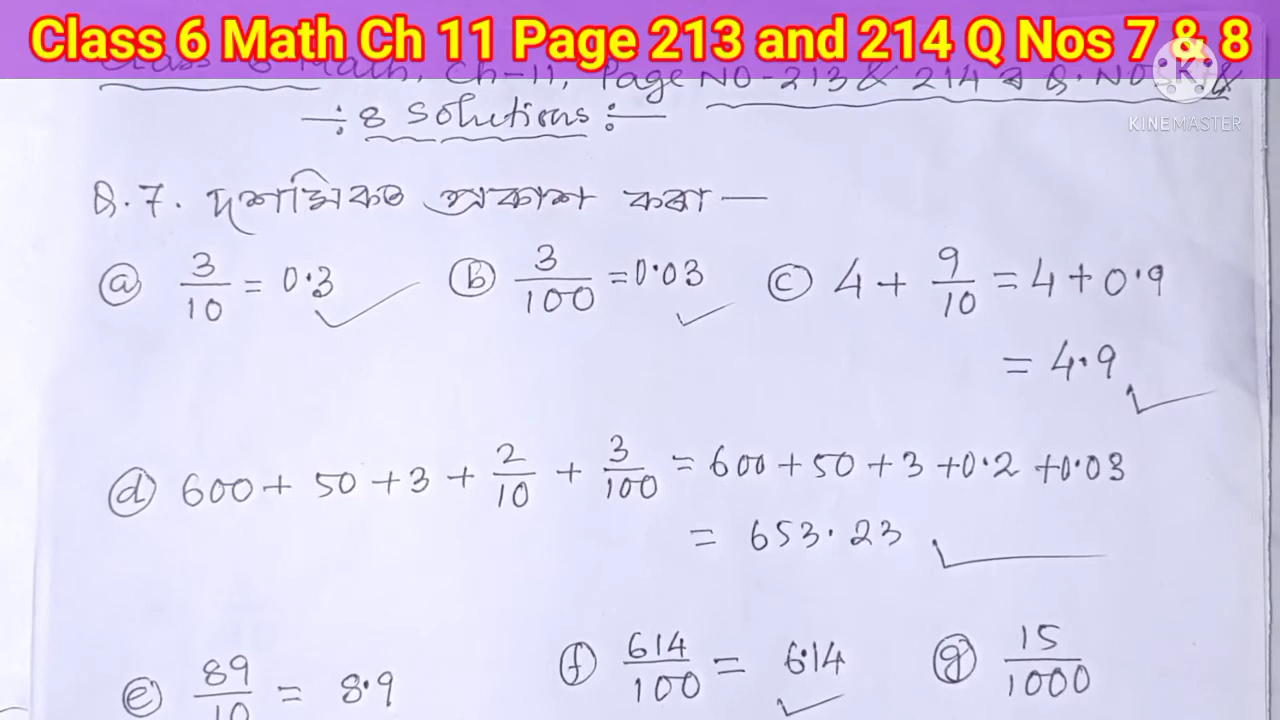 Class 6 Math Ch 11 Page 213 and 214 Q Nos 7 & 8
Class 6 Math, Ch-11, Page NO-213 & 214 ৰ Q. NOS 7 &
8 Solutions :-
KINEMASTER
Q.7. দশমিকত প্ৰকাশ কৰা —
ⓐ 3/10 = 0.3 ⓑ 3/100 = 0.03 ⓒ 4 + 9/10 = 4 + 0.9
= 4.9
ⓓ 600 + 50 + 3 + 2/10 + 3/100 = 600 + 50 + 3 + 0.2 + 0.03
= 653.23
ⓔ 89/10 = 8.9 ⓕ 614/100 = 6.14 ⓖ 15/1000